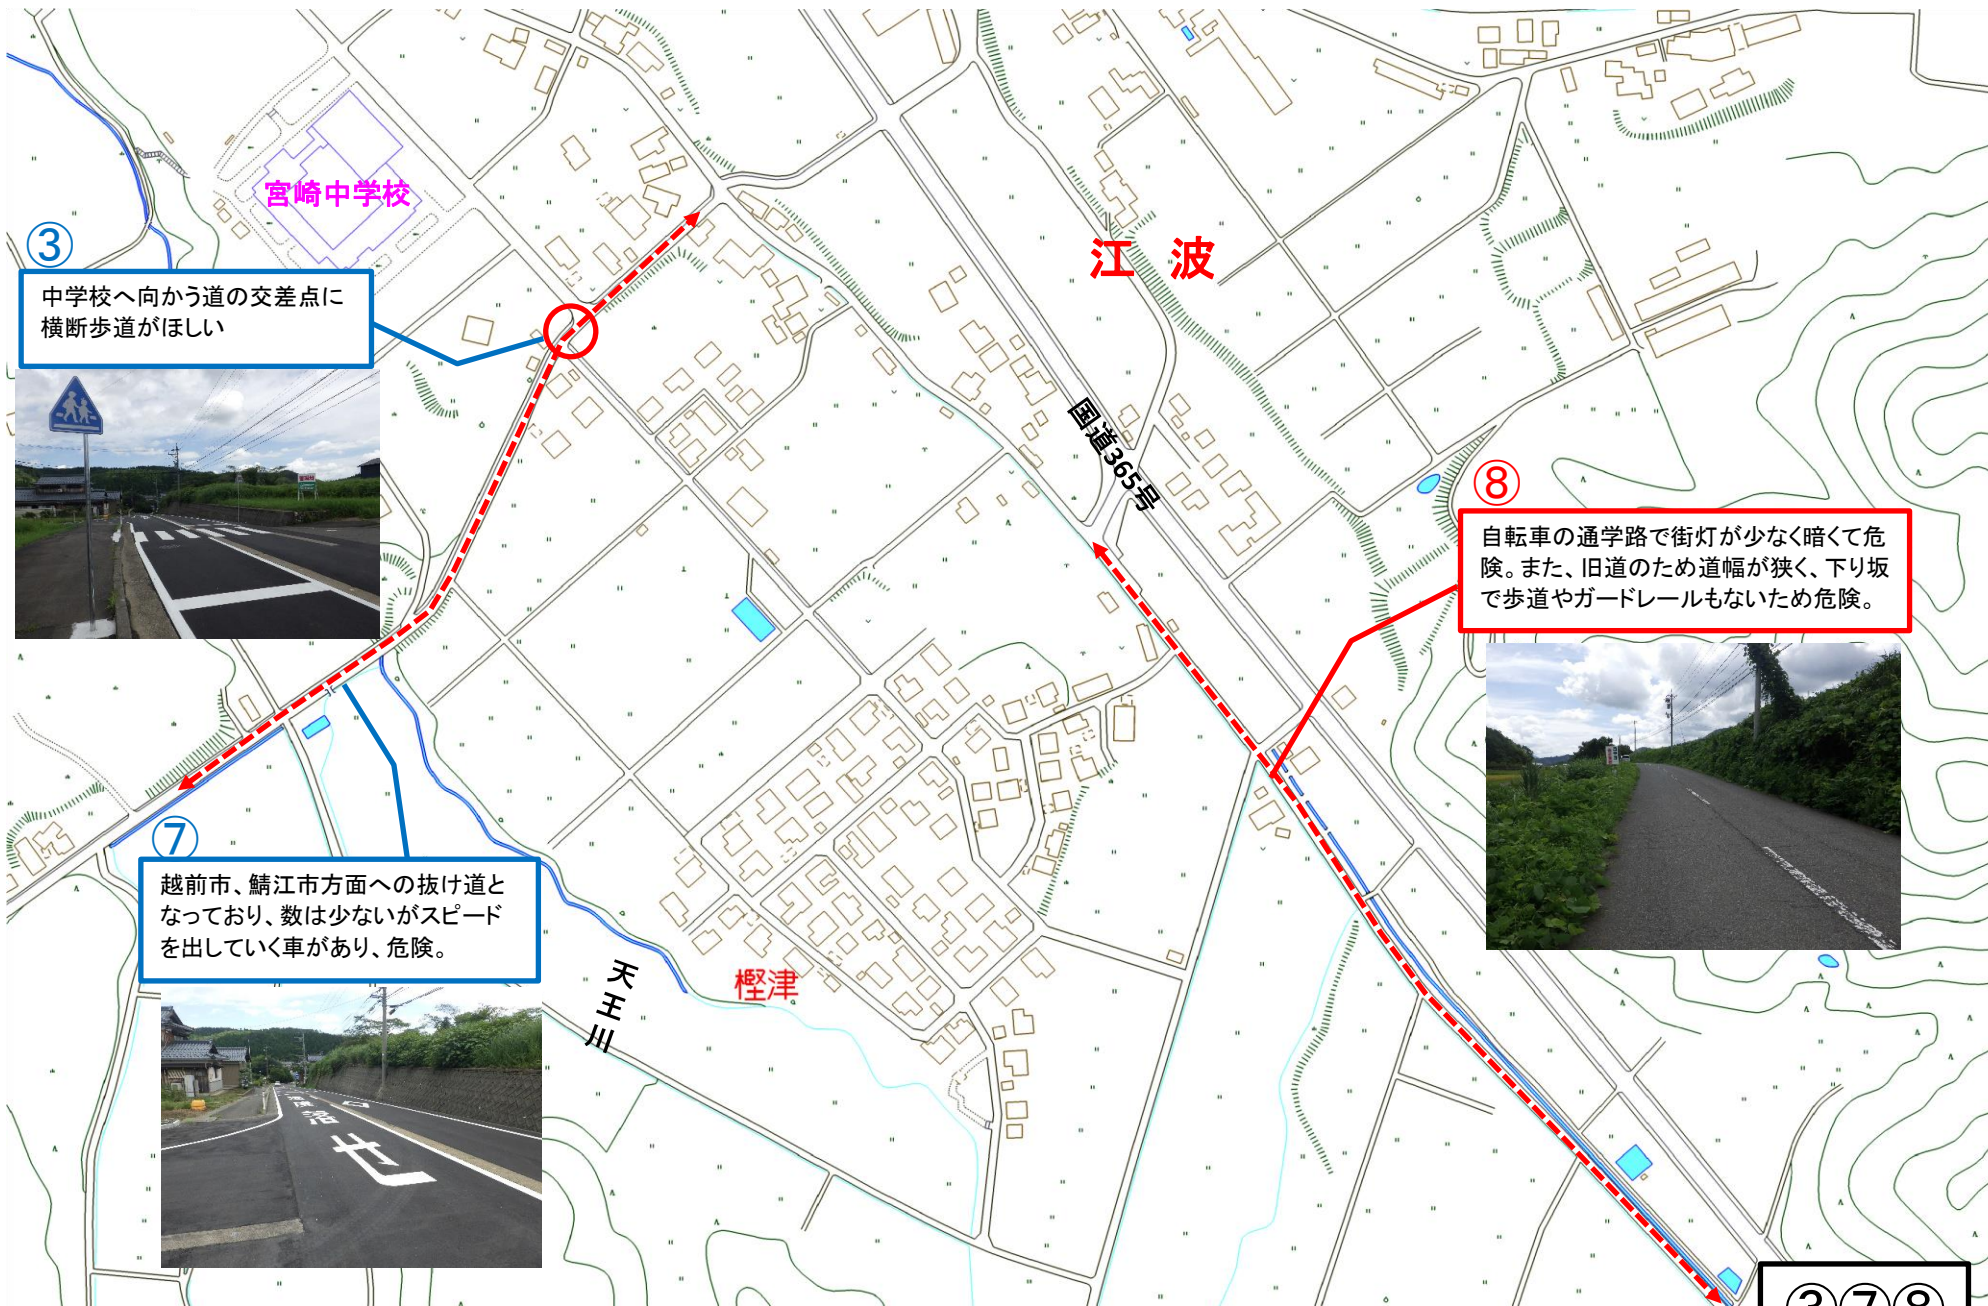 宮崎中学校
③
中学校へ向かう道の交差点に
横断歩道がほしい
江 波
国道365号
⑧
自転車の通学路で街灯が少なく暗くて危
険。また、旧道のため道幅が狭く、下り坂
で歩道やガードレールもないため危険。
⑦
越前市、鯖江市方面への抜け道と
なっており、数は少ないがスピード
を出していく車があり、危険。
天王川
樫津
③⑦⑧